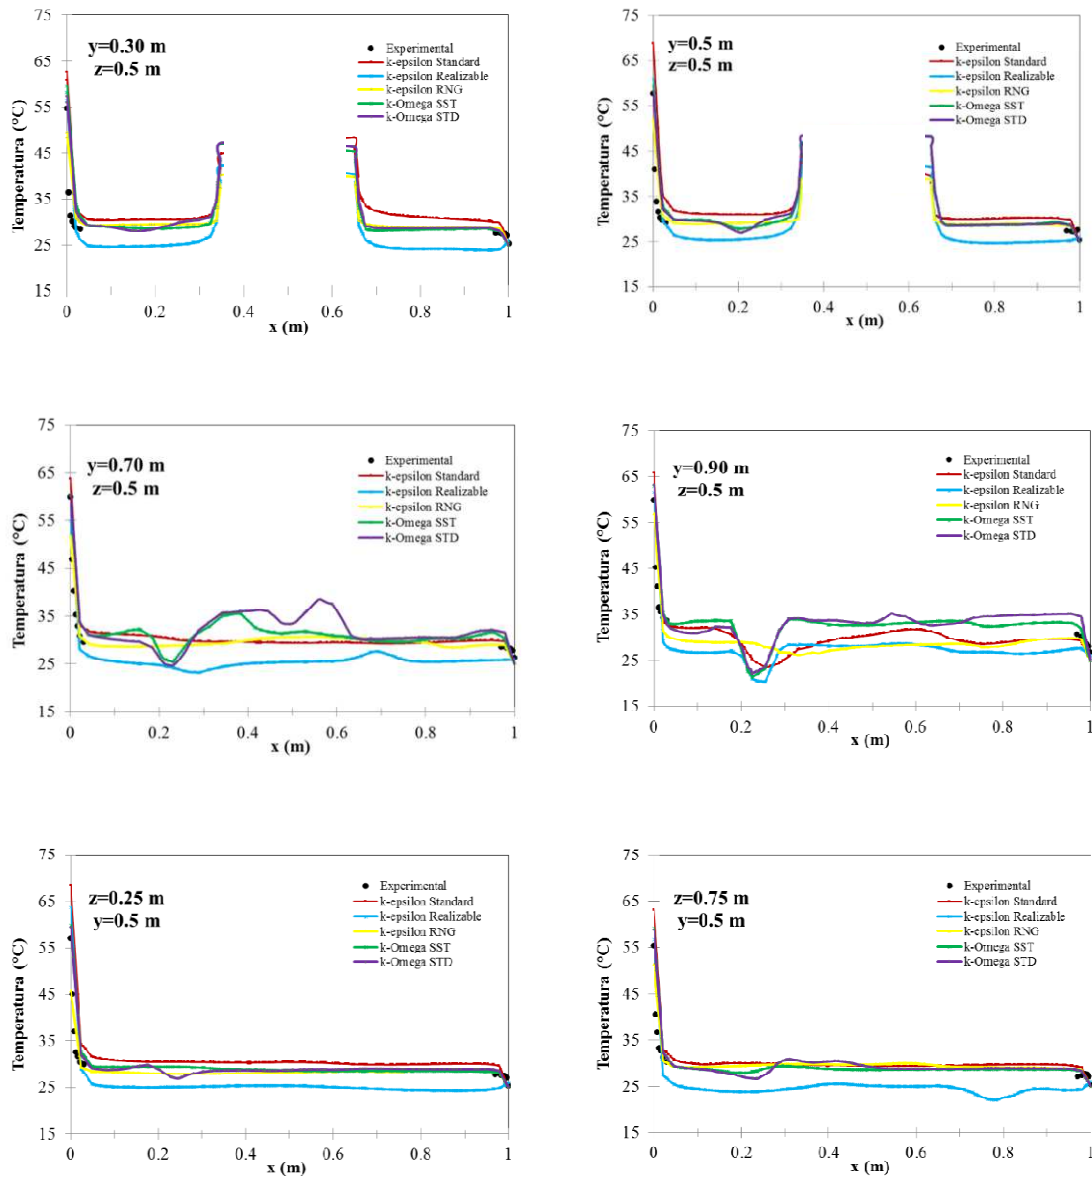 75
65
55
45
35
25
15
Temperatura (°C)
y=0.30 m
z=0.5 m
Experimental
k-epsilon Standard
k-epsilon Realizable
k-epsilon RNG
k-Omega SST
k-Omega STD
0 0.2 0.4 0.6 0.8 1
x (m)
75
65
55
45
35
25
15
Temperatura (°C)
y=0.5 m
z=0.5 m
Experimental
k-epsilon Standard
k-epsilon Realizable
k-epsilon RNG
k-Omega SST
k-Omega STD
0 0.2 0.4 0.6 0.8 1
x (m)
75
65
55
45
35
25
15
Temperatura (°C)
y=0.70 m
z=0.5 m
Experimental
k-epsilon Standard
k-epsilon Realizable
k-epsilon RNG
k-Omega SST
k-Omega STD
0 0.2 0.4 0.6 0.8 1
x (m)
75
65
55
45
35
25
15
Temperatura (°C)
y=0.90 m
z=0.5 m
Experimental
k-epsilon Standard
k-epsilon Realizable
k-epsilon RNG
k-Omega SST
k-Omega STD
0 0.2 0.4 0.6 0.8 1
x (m)
75
65
55
45
35
25
15
Temperatura (°C)
z=0.25 m
y=0.5 m
Experimental
k-epsilon Standard
k-epsilon Realizable
k-epsilon RNG
k-Omega SST
k-Omega STD
0 0.2 0.4 0.6 0.8 1
x (m)
75
65
55
45
35
25
15
Temperatura (°C)
z=0.75 m
y=0.5 m
Experimental
k-epsilon Standard
k-epsilon Realizable
k-epsilon RNG
k-Omega SST
k-Omega STD
0 0.2 0.4 0.6 0.8 1
x (m)